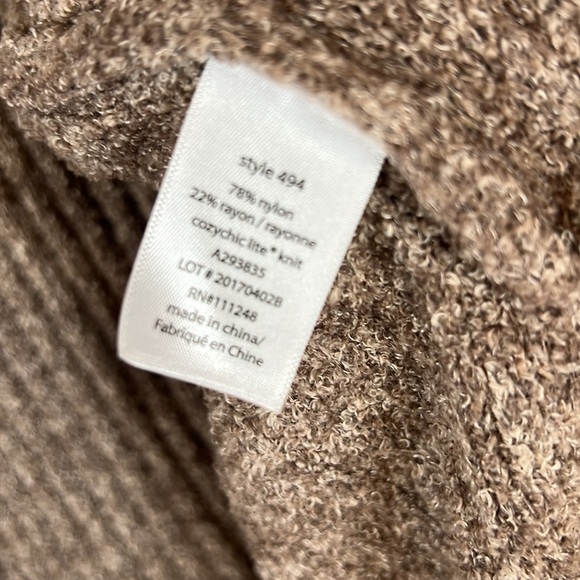 style 494
78% nylon
22% rayon / rayonne
cozychic lite® knit
A293835
LOT # 20170402B
RN#111248
made in china/
Fabriqué en Chine